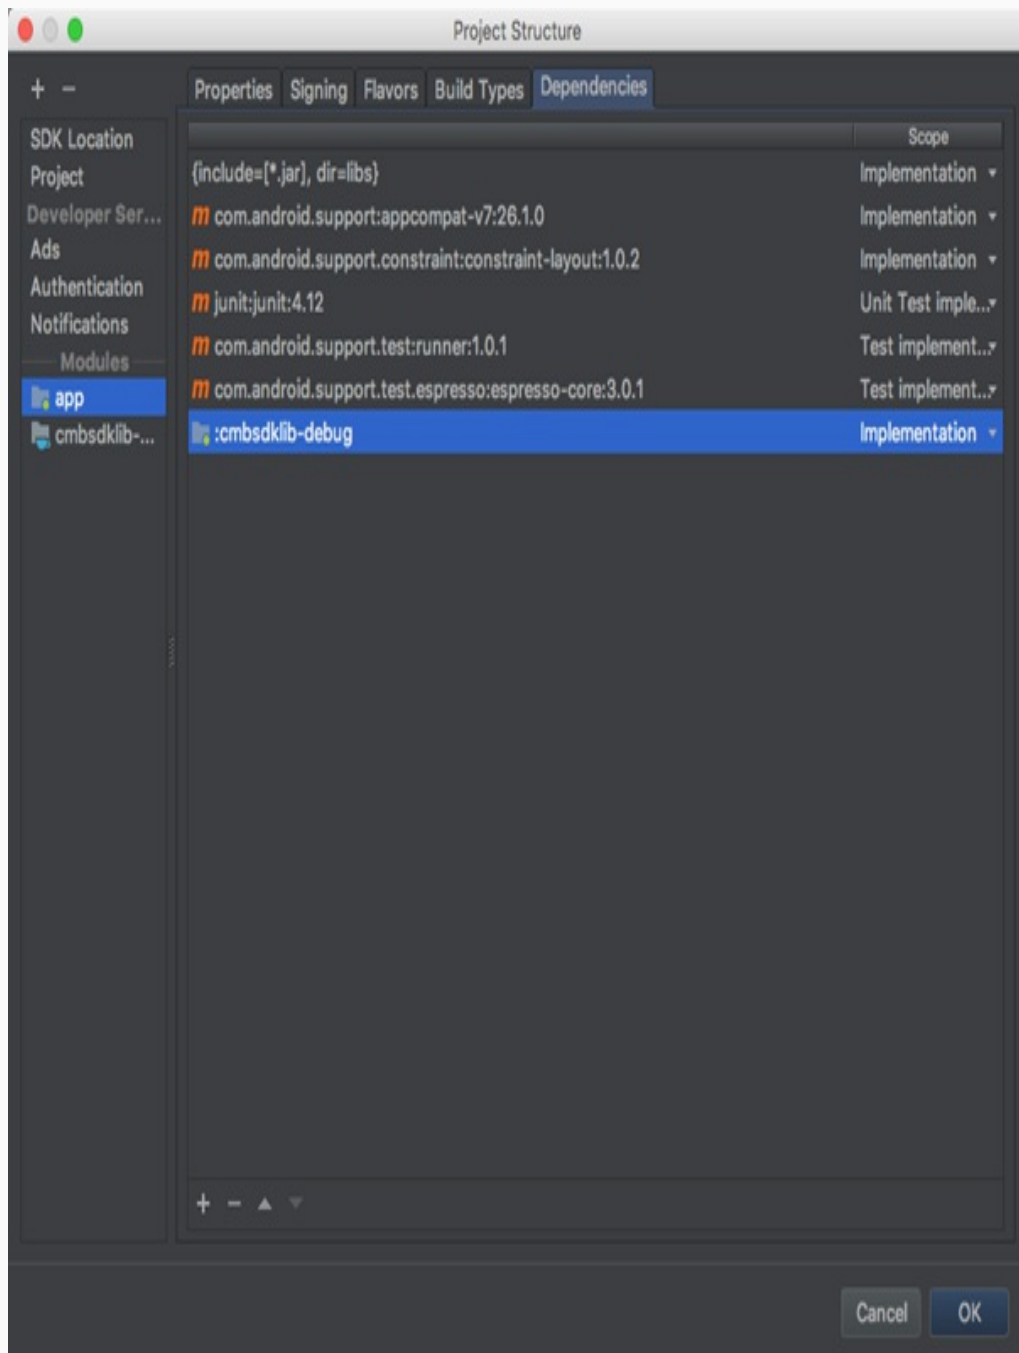 Project Structure
+ −
Properties Signing Flavors Build Types Dependencies
SDK Location
Project
Developer Ser...
Ads
Authentication
Notifications
Modules
app
cmbsdklib-...
Scope
{include=[*.jar], dir=libs} Implementation
m com.android.support:appcompat-v7:26.1.0 Implementation
m com.android.support.constraint:constraint-layout:1.0.2 Implementation
m junit:junit:4.12 Unit Test imple...
m com.android.support.test:runner:1.0.1 Test implement...
m com.android.support.test.espresso:espresso-core:3.0.1 Test implement...
:cmbsdklib-debug Implementation
+ −
Cancel OK